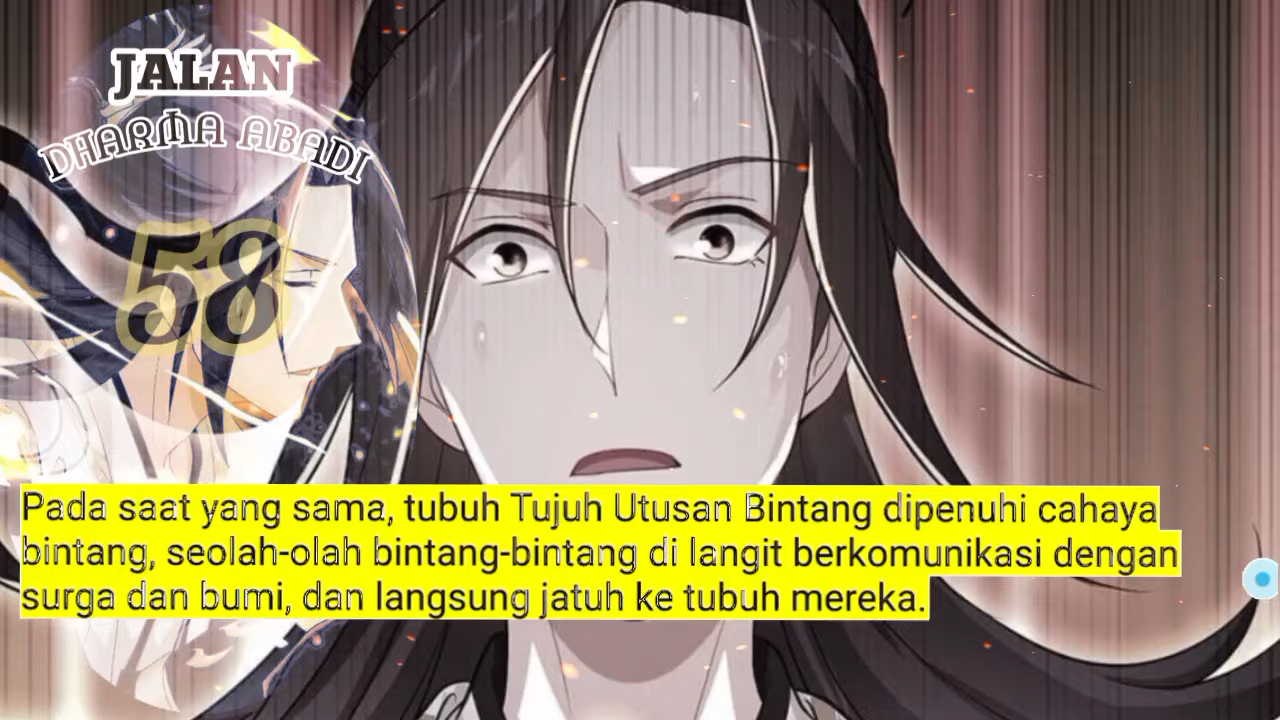 JALAN
DHARMA ABADI
58
Pada saat yang sama, tubuh Tujuh Utusan Bintang dipenuhi cahaya
bintang, seolah-olah bintang-bintang di langit berkomunikasi dengan
surga dan bumi, dan langsung jatuh ke tubuh mereka.